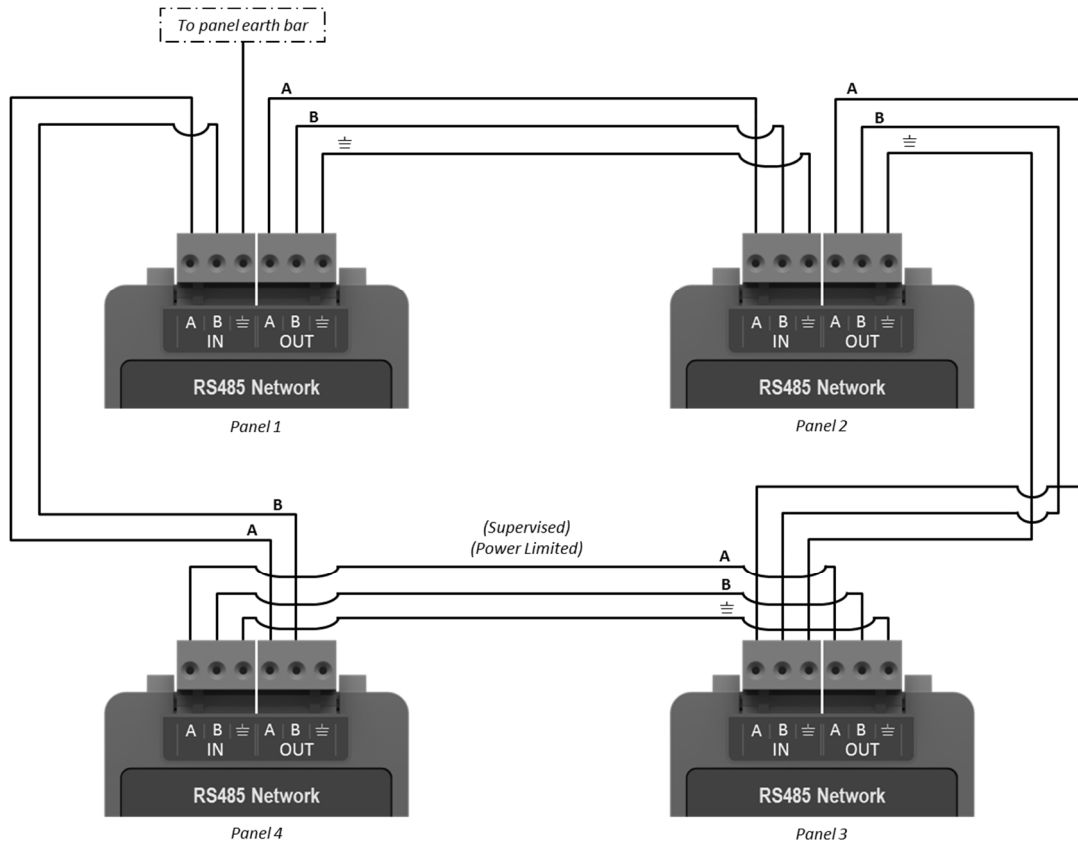 To panel earth bar
A
B
A
B
A B A B
IN OUT
RS485 Network
Panel 1
A B A B
IN OUT
RS485 Network
Panel 2
B
A
(Supervised)
(Power Limited)
A
B
A B A B
IN OUT
RS485 Network
Panel 4
A B A B
IN OUT
RS485 Network
Panel 3